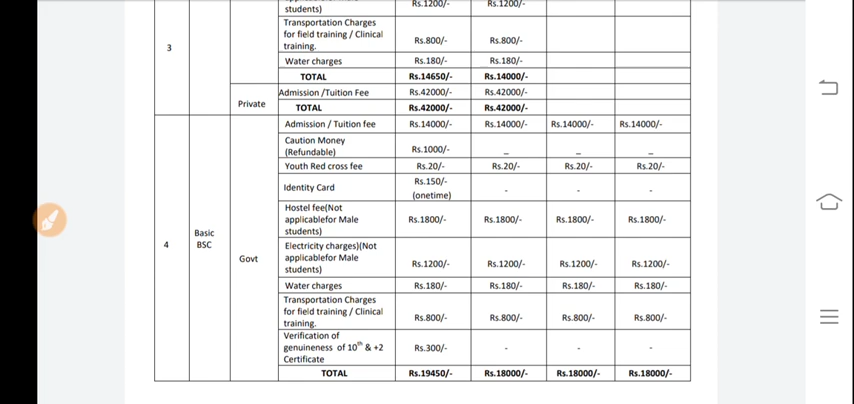 students) Rs.1200/- Rs.1200/-
Transportation Charges
for field training / Clinical
training. Rs.800/- Rs.800/-
3
Water charges Rs.180/- Rs.180/-
TOTAL Rs.14650/- Rs.14000/-
Private Admission /Tuition Fee Rs.42000/- Rs.42000/-
TOTAL Rs.42000/- Rs.42000/-
Admission / Tuition fee Rs.14000/- Rs.14000/- Rs.14000/- Rs.14000/-
Caution Money
(Refundable) Rs.1000/- _ _ _
Youth Red cross fee Rs.20/- Rs.20/- Rs.20/- Rs.20/-
Identity Card Rs.150/- - - -
(onetime)
Hostel fee(Not
applicablefor Male
students) Rs.1800/- Rs.1800/- Rs.1800/- Rs.1800/-
4 Basic
BSC
Govt
Electricity charges)(Not
applicablefor Male
students) Rs.1200/- Rs.1200/- Rs.1200/- Rs.1200/-
Water charges Rs.180/- Rs.180/- Rs.180/- Rs.180/-
Transportation Charges
for field training / Clinical
training. Rs.800/- Rs.800/- Rs.800/- Rs.800/-
Verification of
genuineness of 10th & +2
Certificate Rs.300/- - - -
TOTAL Rs.19450/- Rs.18000/- Rs.18000/- Rs.18000/-